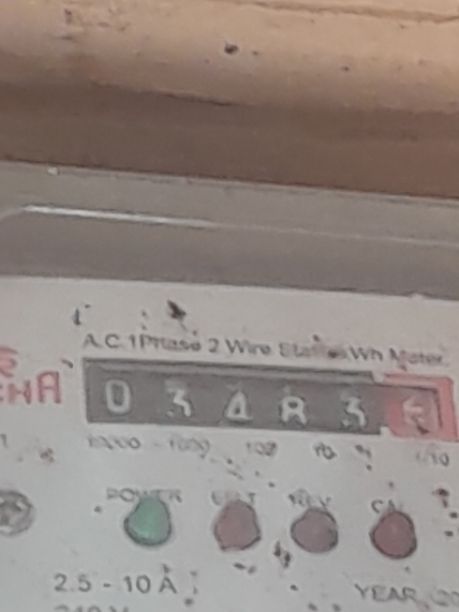 A.C.1Phase 2 Wire Static Wh Meter
0 3 4 8 3
10000 1000 100 10 1 1/10
POWER E/L REV CAL
2.5 - 10 A
YEAR